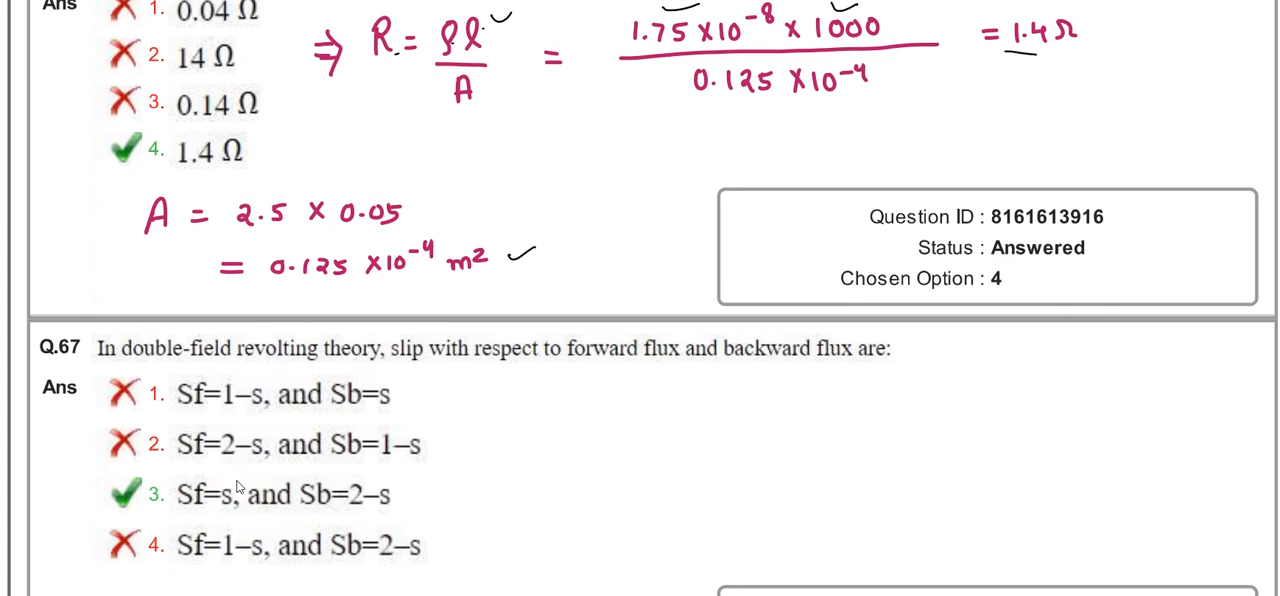 Ans
1. 0.04 Ω
2. 14 Ω
3. 0.14 Ω
4. 1.4 Ω
⇒ R = ρl / A = 1.75 × 10⁻⁸ × 1000 / 0.125 × 10⁻⁴ = 1.4 Ω
A = 2.5 × 0.05
= 0.125 × 10⁻⁴ m²
Question ID : 8161613916
Status : Answered
Chosen Option : 4
Q.67 In double-field revolting theory, slip with respect to forward flux and backward flux are:
Ans
1. Sf=1–s, and Sb=s
2. Sf=2–s, and Sb=1–s
3. Sf=s, and Sb=2–s
4. Sf=1–s, and Sb=2–s